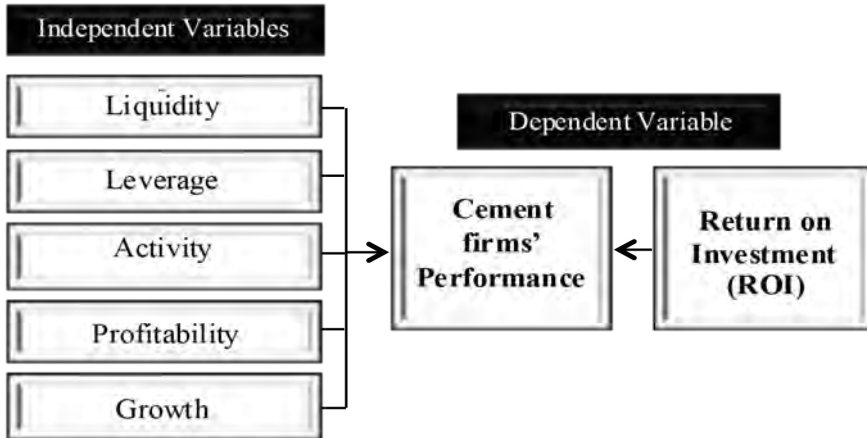 Independent Variables
Liquidity
Leverage
Activity
Profitability
Growth
Dependent Variable
Cement
firms’
Performance
Return on
Investment
(ROI)